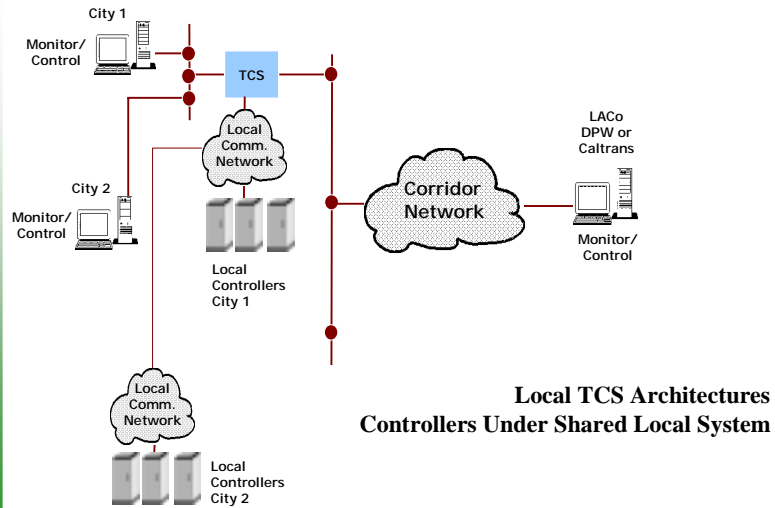 City 1
Monitor/
Control
TCS
Local
Comm.
Network
City 2
Monitor/
Control
Local
Controllers
City 1
Corridor
Network
LACo
DPW or
Caltrans
Monitor/
Control
Local
Comm.
Network
Local
Controllers
City 2
Local TCS Architectures
Controllers Under Shared Local System